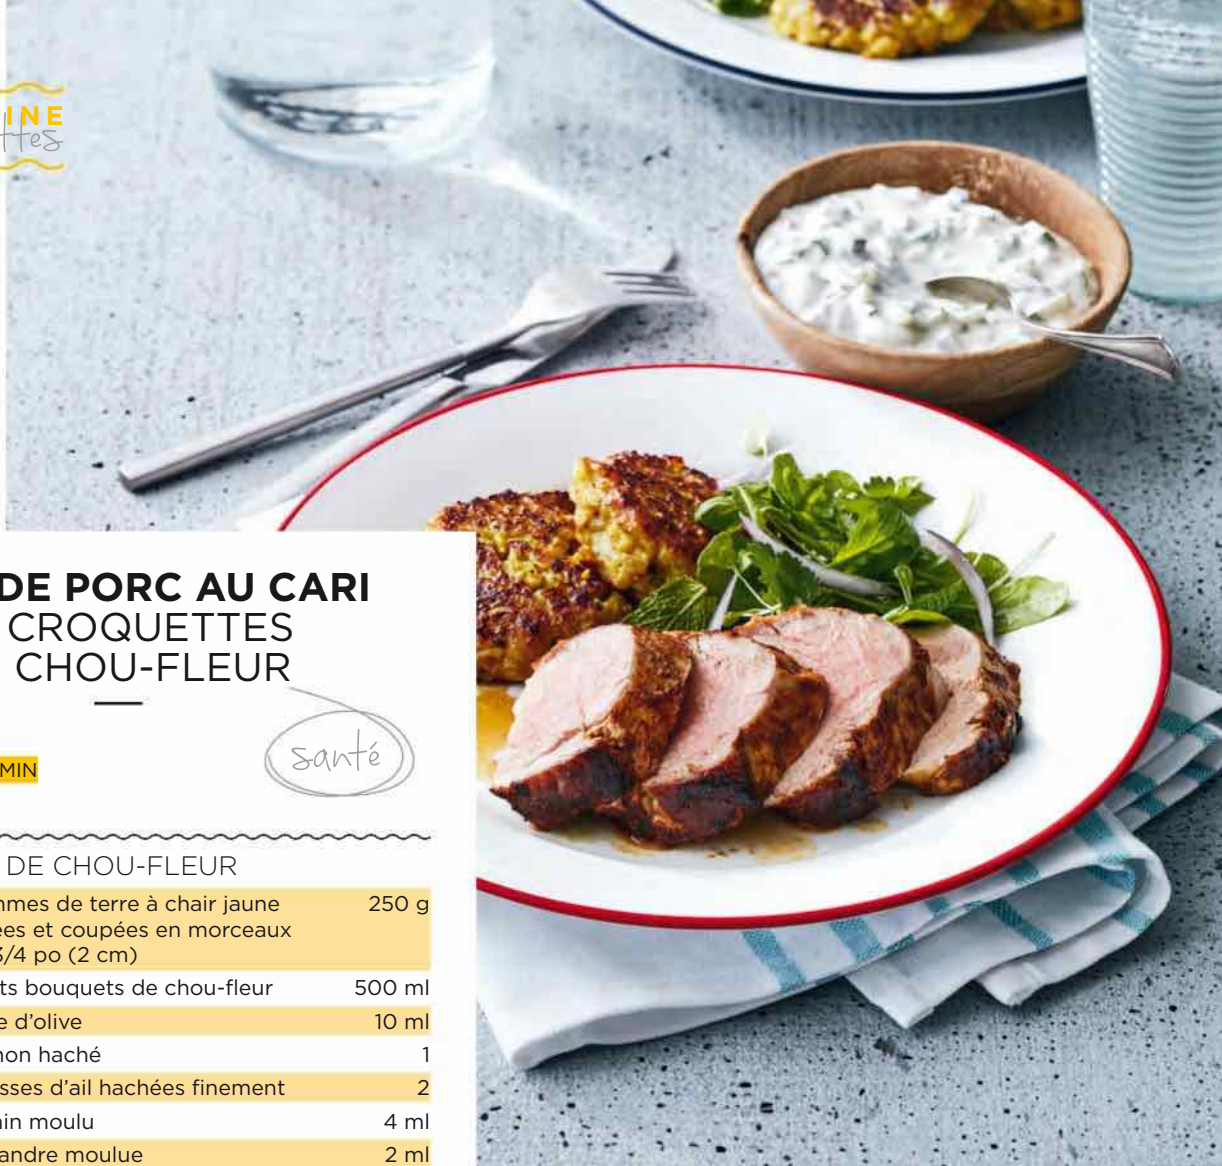 INE
ttes
DE PORC AU CARI
CROQUETTES
CHOU-FLEUR
santé
MIN
DE CHOU-FLEUR
mmes de terre à chair jaune 250 g
ées et coupées en morceaux
3/4 po (2 cm)
ts bouquets de chou-fleur 500 ml
e d'olive 10 ml
non haché 1
sses d'ail hachées finement 2
in moulu 4 ml
andre moulue 2 ml